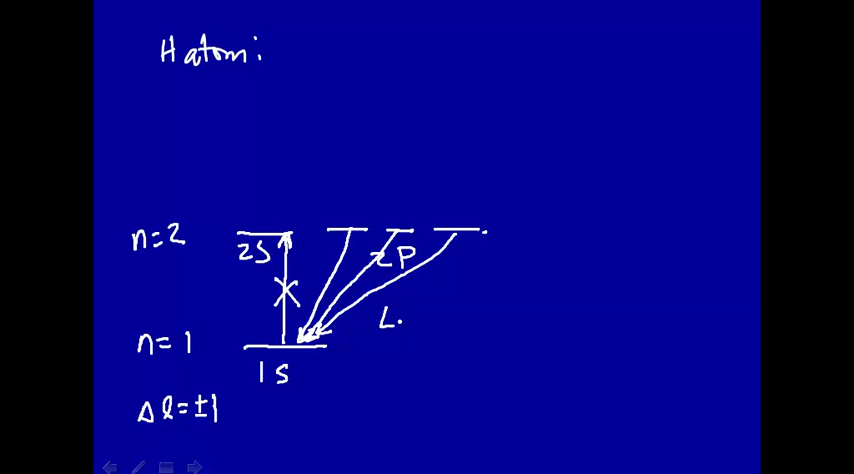 H atom:
n=2
2S
2P
L.
n=1
1S
Δl=±1